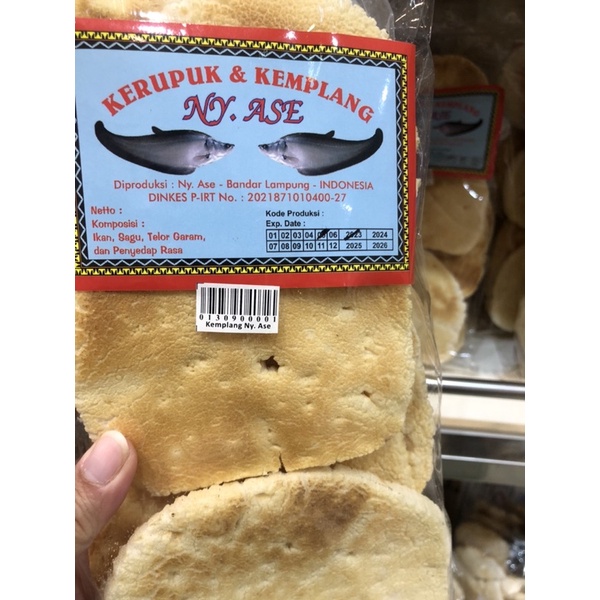 KERUPUK & KEMPLANG
NY. ASE
Diproduksi : Ny. Ase - Bandar Lampung - INDONESIA
DINKES P-IRT No. : 2021871010400-27
Netto :
Komposisi :
Ikan, Sagu, Telor Garam,
dan Penyedap Rasa
Kode Produksi :
Exp. Date :
01 02 03 04 05 06 2023 2024
07 08 09 10 11 12 2025 2026
0130900001
Kemplang Ny. Ase
ASE